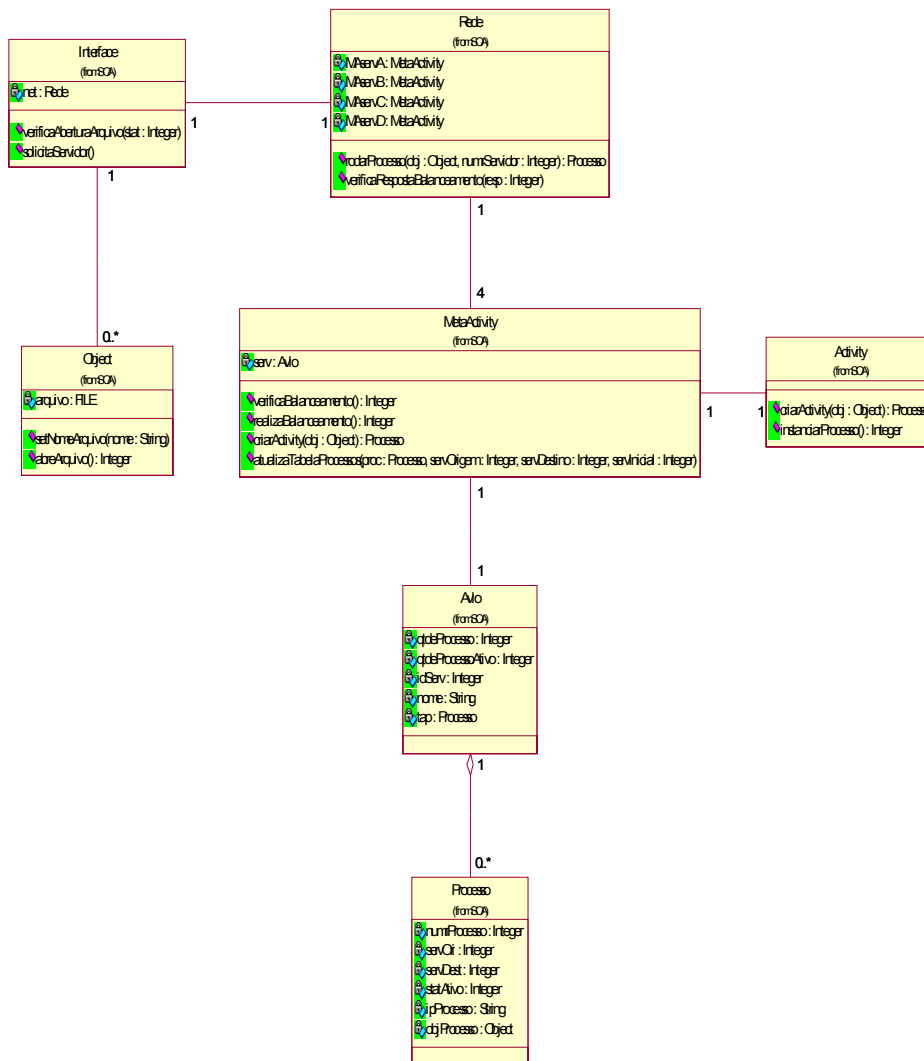 Interface
(from SOA)
net : Rede
verificaAberturaArquivo(stat : Integer)
solicitaServidor()
1
1
Rede
(from SOA)
MAservA : MetaActivity
MAservB : MetaActivity
MAservC : MetaActivity
MAservD : MetaActivity
rodarProcesso(obj : Object, numServidor : Integer) : Processo
verificaRespostaBalanceamento(resp : Integer)
1
1
4
0..*
Object
(from SOA)
arquivo : FILE
setNomeArquivo(nome : String)
abreArquivo() : Integer
MetaActivity
(from SOA)
serv : Avlo
verificaBalanceamento() : Integer
realizaBalanceamento() : Integer
criarActivity(obj : Object) : Processo
atualizaTabelaProcessos(proc : Processo, servOrigem : Integer, servDestino : Integer, servInicial : Integer)
1
1
Activity
(from SOA)
criarActivity(obj : Object) : Processo
instanciarProcesso() : Integer
1
1
Avlo
(from SOA)
qtdeProcesso : Integer
qtdeProcessoAtivo : Integer
idServ : Integer
nome : String
tap : Processo
1
0..*
Processo
(from SOA)
numProcesso : Integer
servOri : Integer
servDest : Integer
statAtivo : Integer
ipProcesso : String
objProcesso : Object